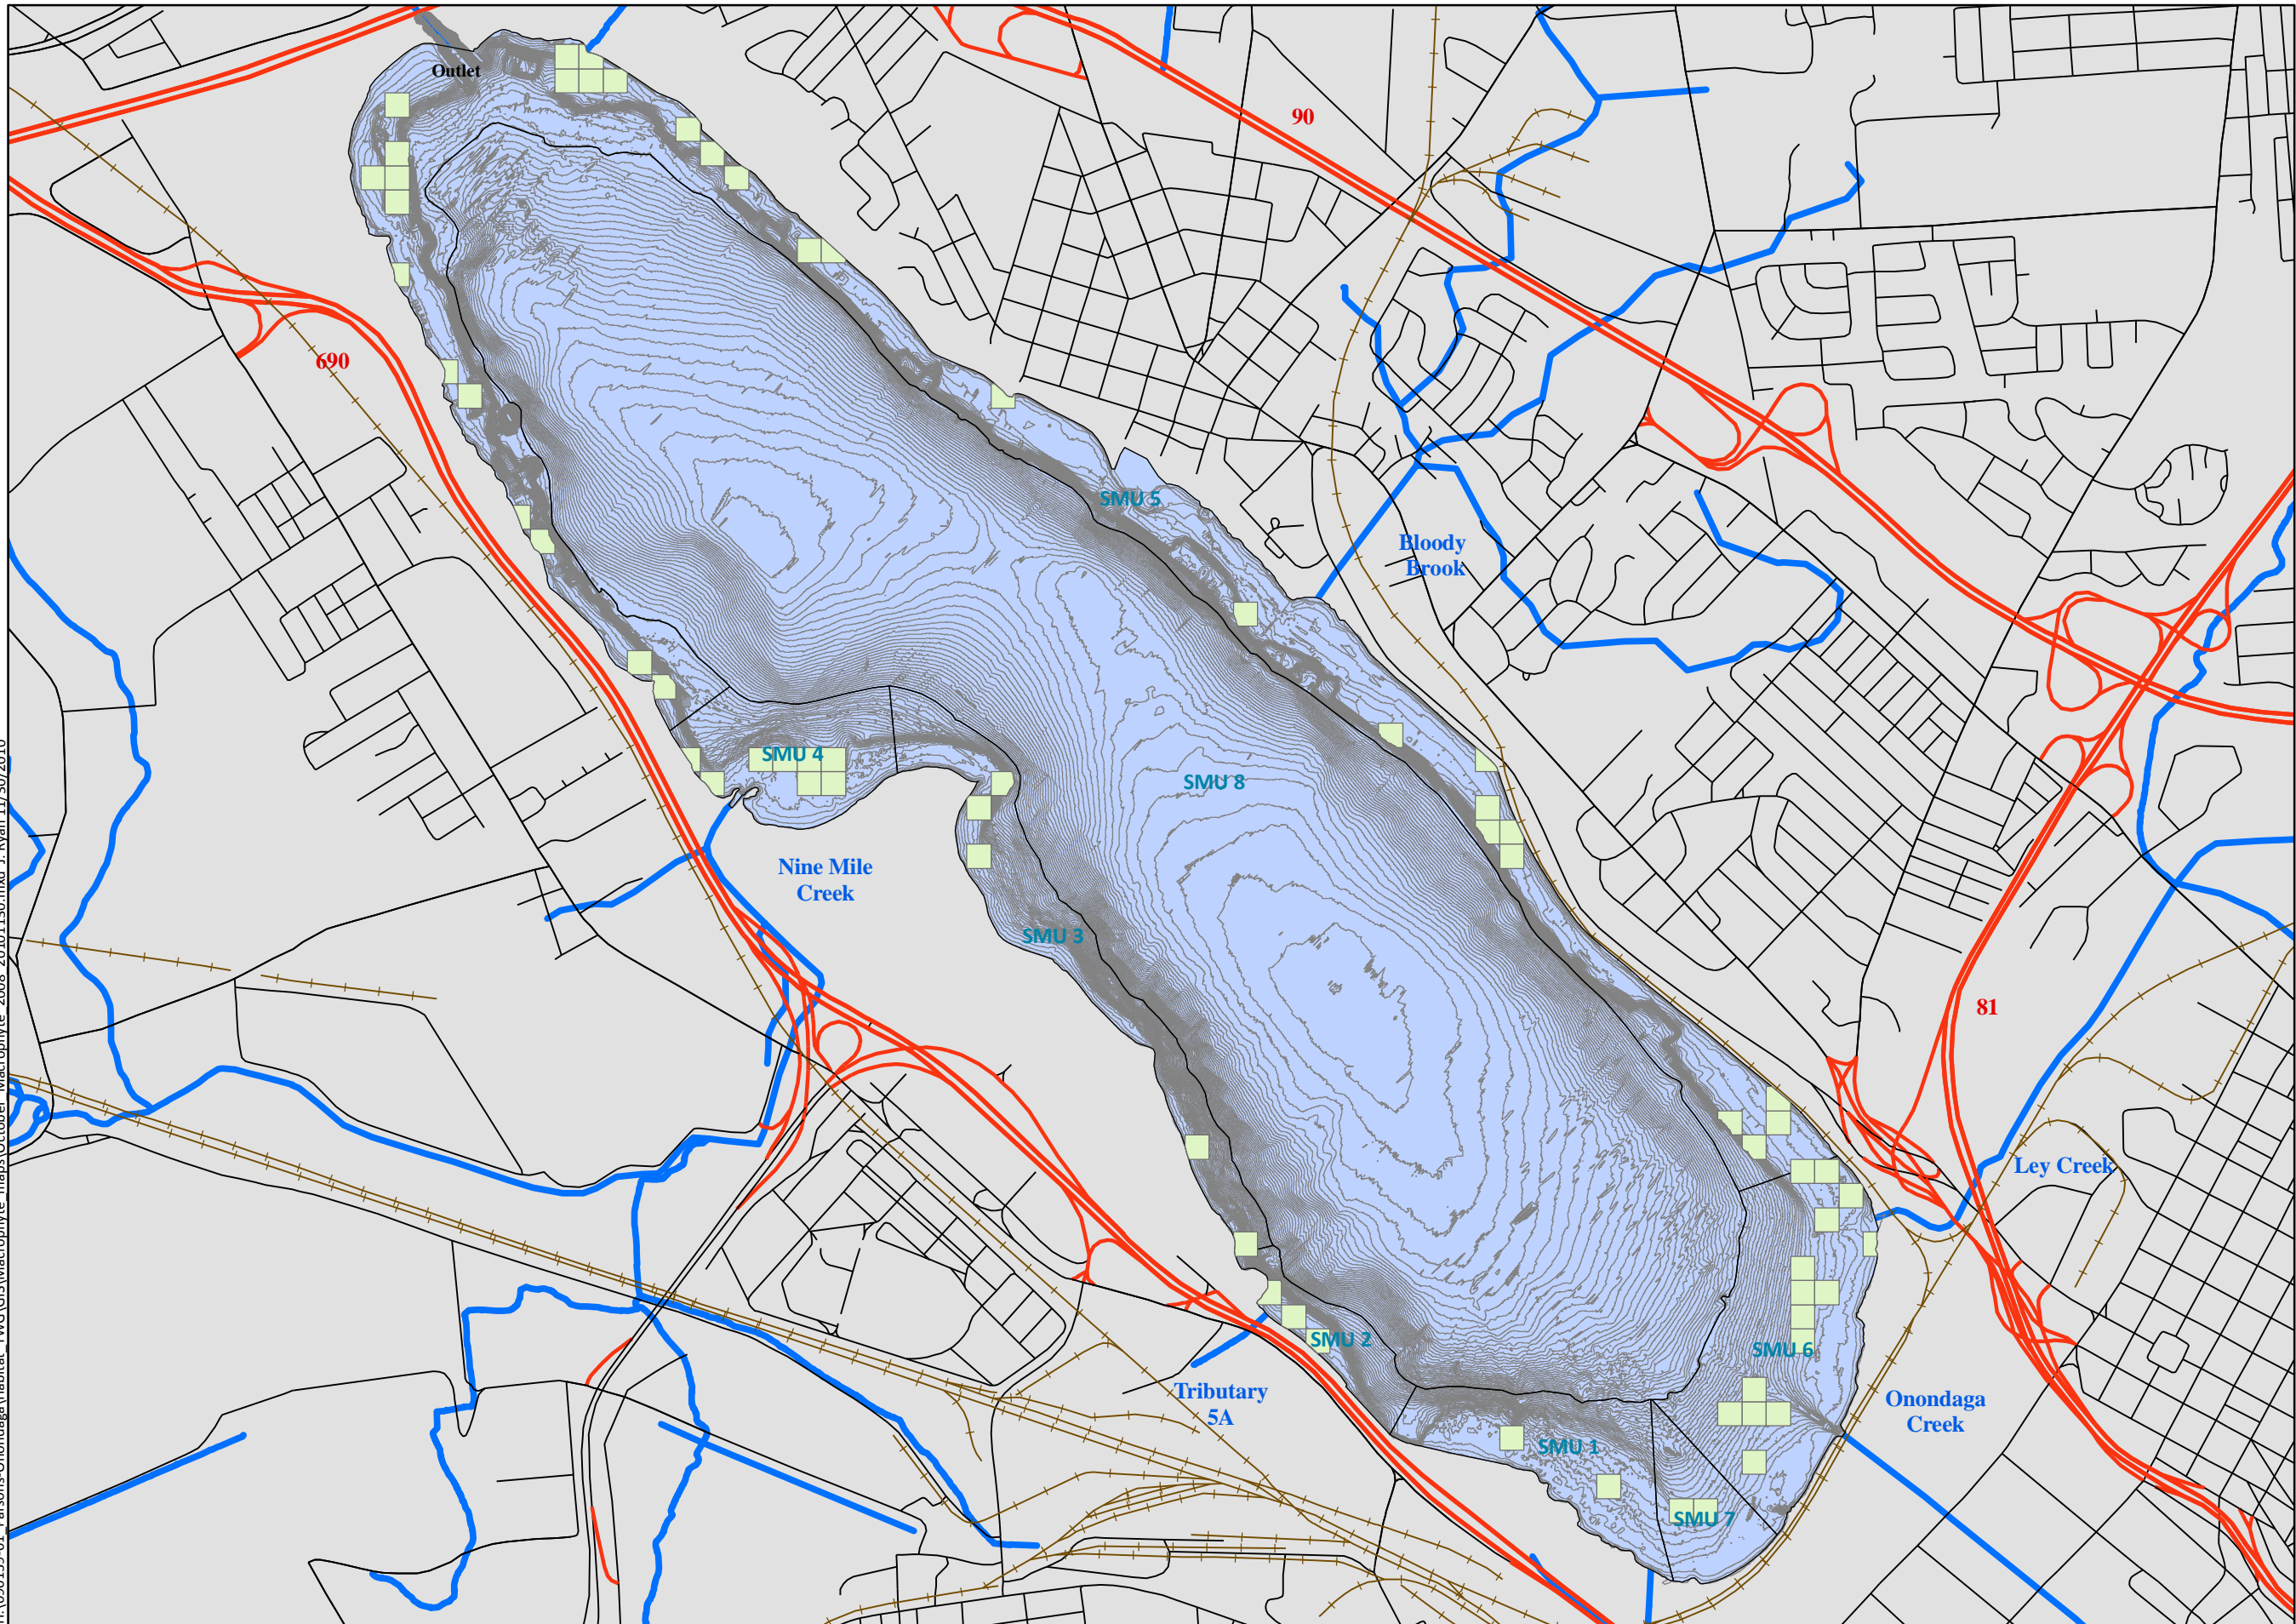 Outlet
90
690
SMU 5
Bloody
Brook
SMU 4
SMU 8
Nine Mile
Creek
SMU 3
81
Ley Creek
SMU 2
SMU 6
Tributary
5A
Onondaga
Creek
SMU 1
SMU 7